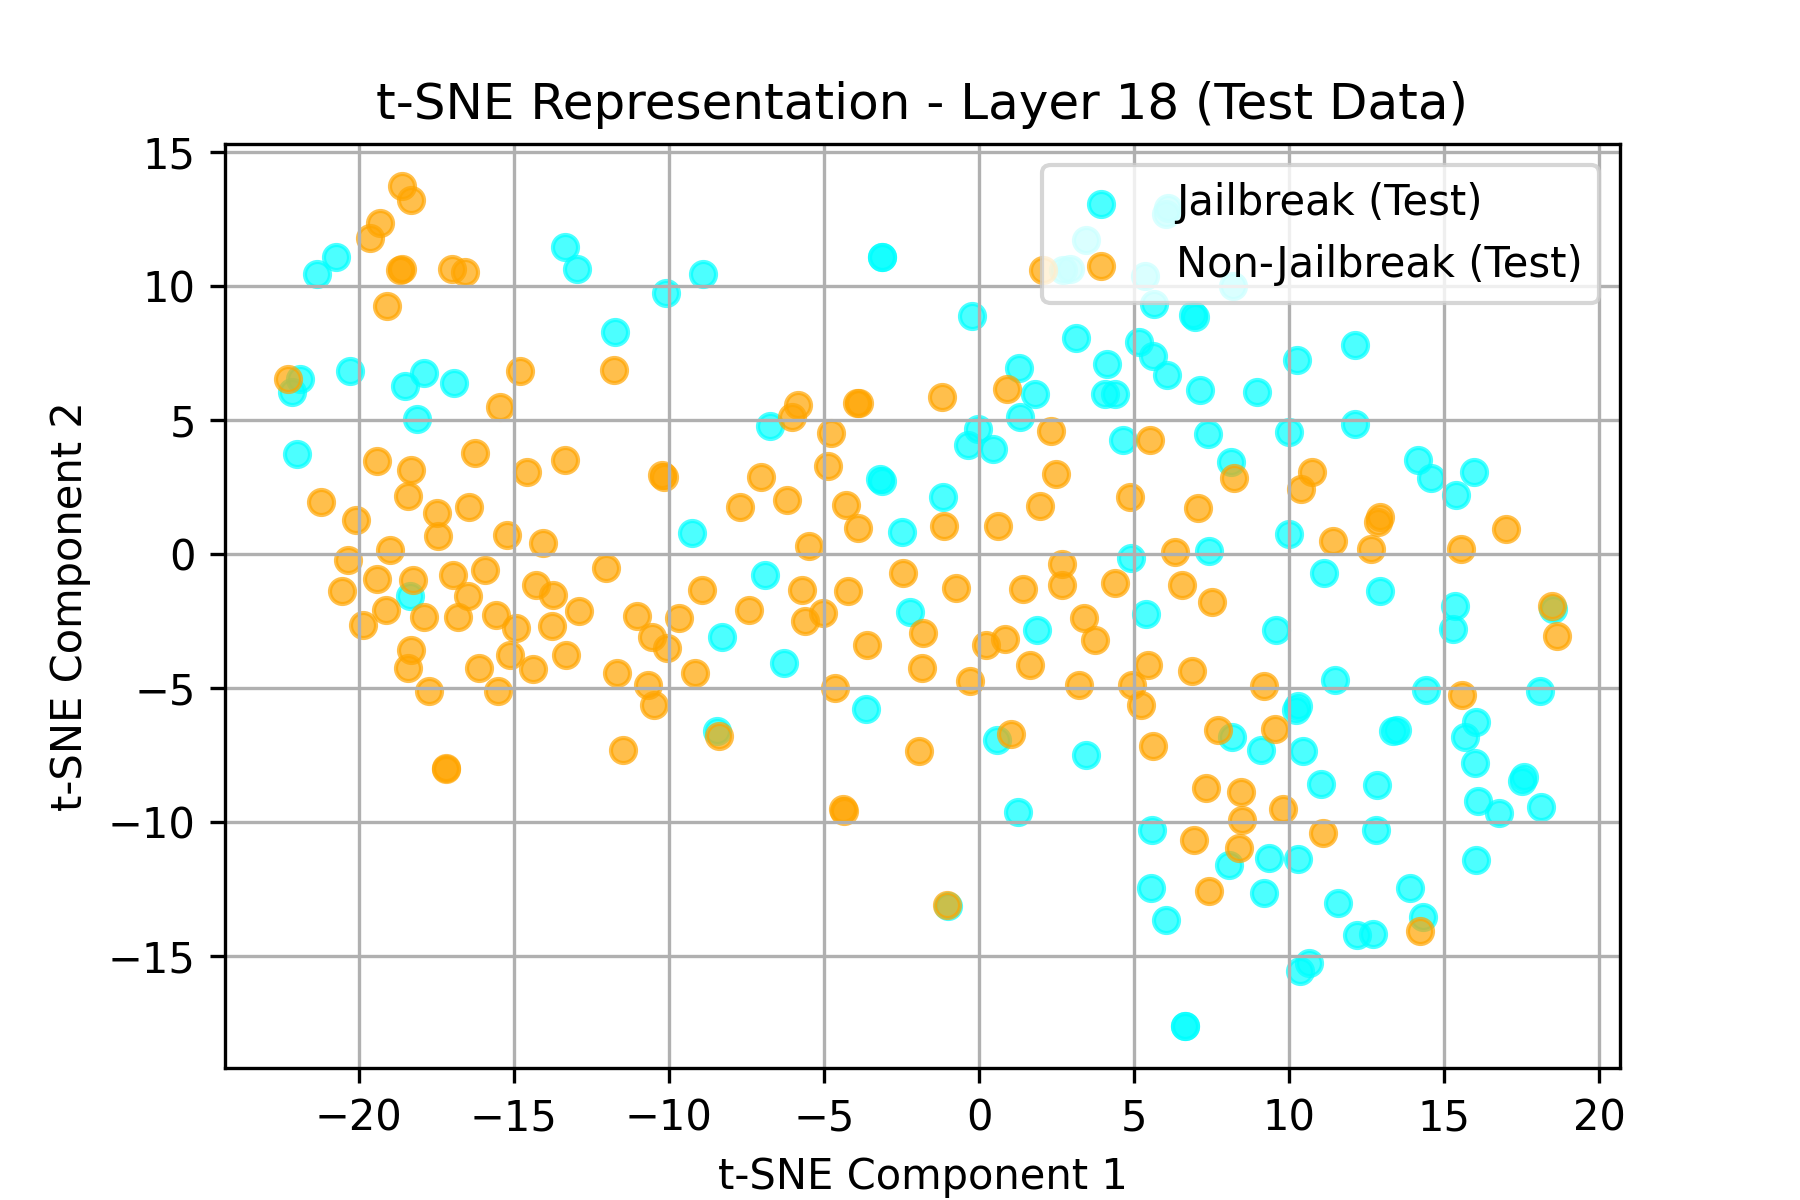 t-SNE Representation - Layer 18 (Test Data)
Jailbreak (Test)
Non-Jailbreak (Test)
15
10
5
0
−5
−10
−15
t-SNE Component 2
−20 −15 −10 −5 0 5 10 15 20
t-SNE Component 1